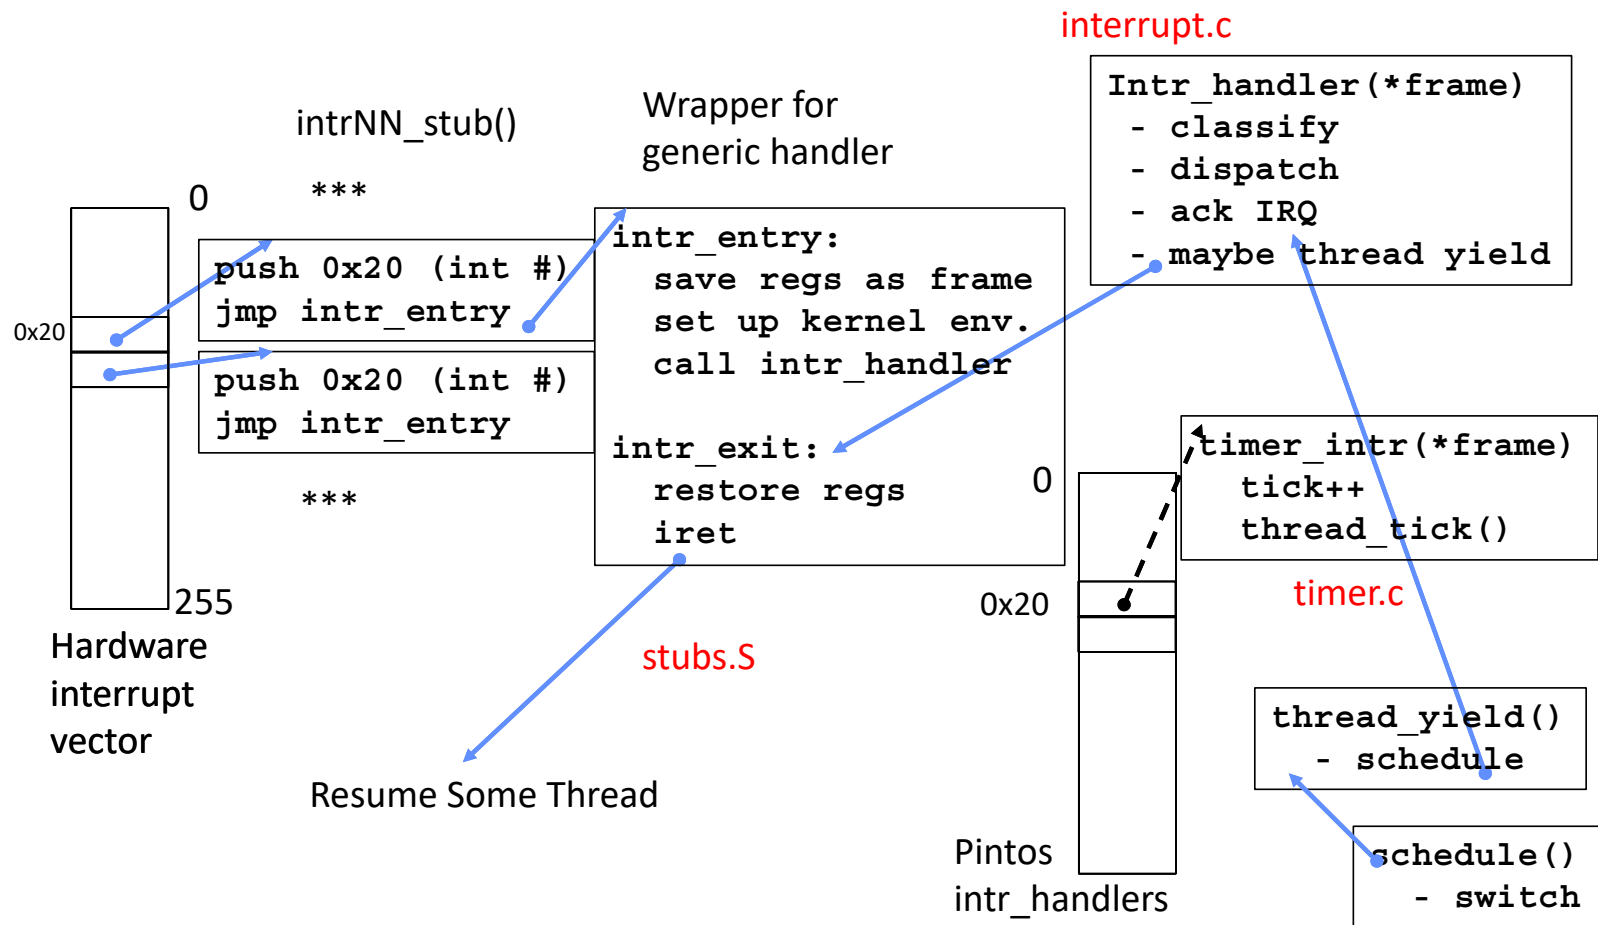 interrupt.c
Intr_handler(*frame)
- classify
- dispatch
- ack IRQ
- maybe thread yield
intrNN_stub()
***
Wrapper for
generic handler
0
0x20
255
Hardware
interrupt
vector
push 0x20 (int #)
jmp intr_entry
push 0x20 (int #)
jmp intr_entry
***
intr_entry:
save regs as frame
set up kernel env.
call intr_handler
intr_exit:
restore regs
iret
stubs.S
Resume Some Thread
0
0x20
Pintos
intr_handlers
timer_intr(*frame)
tick++
thread_tick()
timer.c
thread_yield()
- schedule
schedule()
- switch